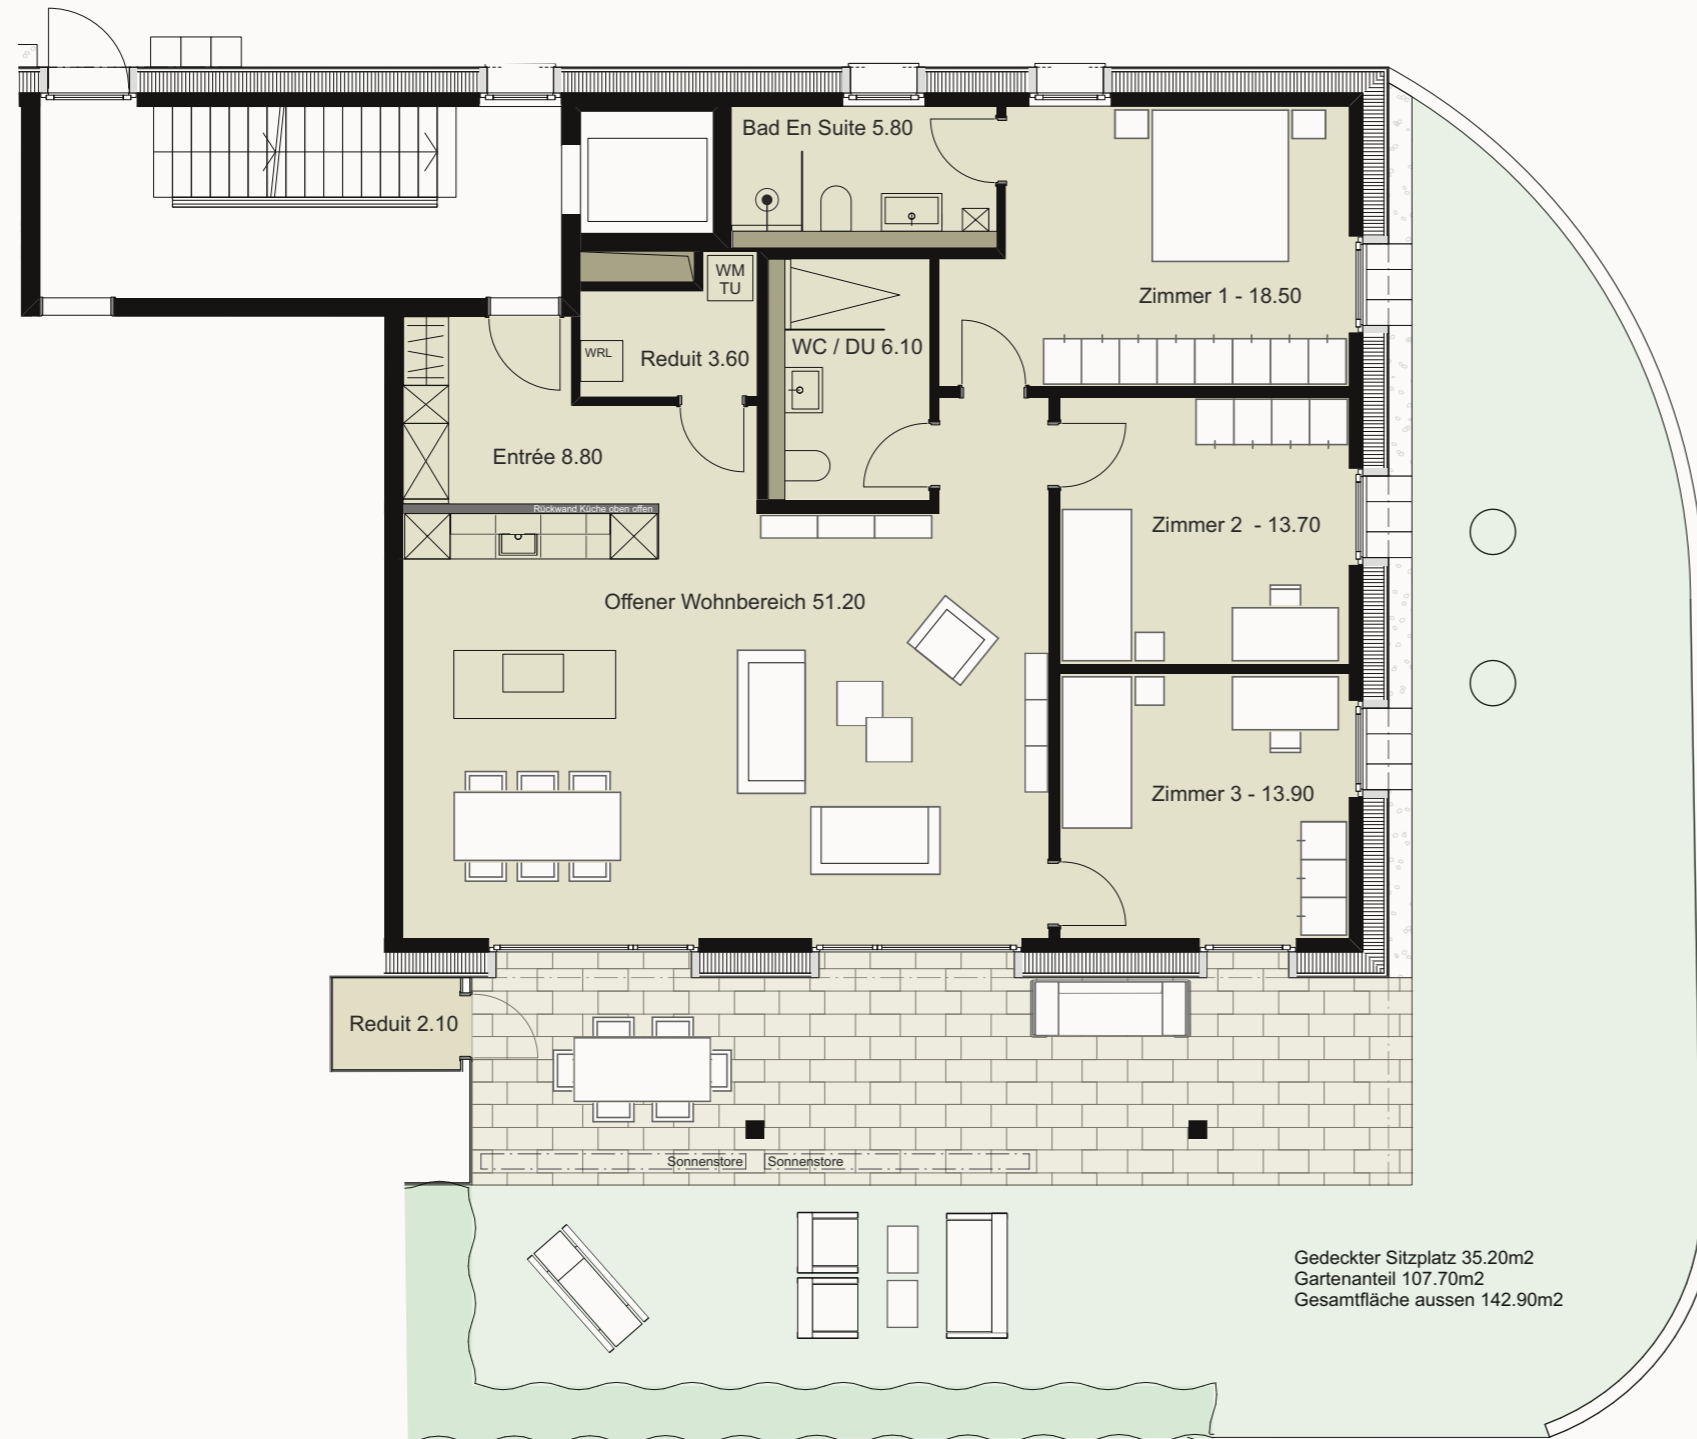 Bad En Suite 5.80
WM
TU
Zimmer 1 - 18.50
WRL
Reduit 3.60
WC / DU 6.10
Entrée 8.80
Rückwand Küche oben offen
Zimmer 2 - 13.70
Offener Wohnbereich 51.20
Zimmer 3 - 13.90
Reduit 2.10
Sonnenstore
Sonnenstore
Gedeckter Sitzplatz 35.20m2
Gartenanteil 107.70m2
Gesamtfläche aussen 142.90m2